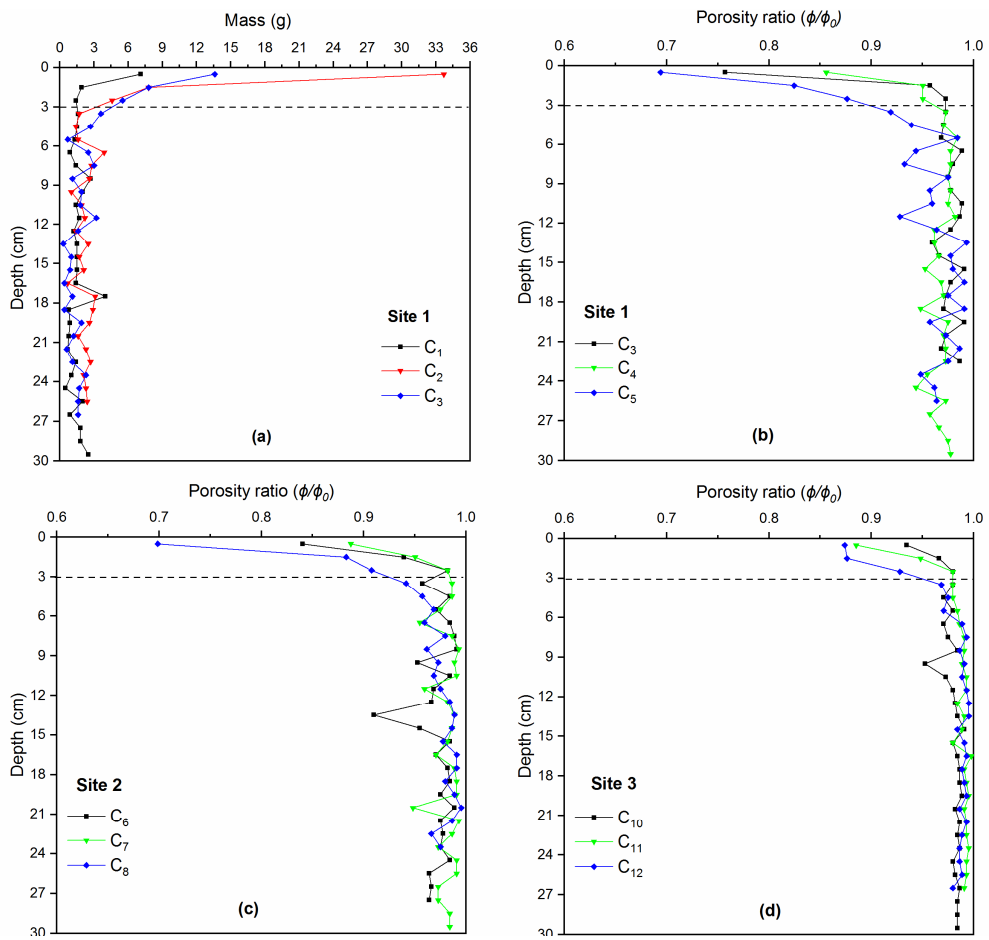 Mass (g)
0 3 6 9 12 15 18 21 24 27 30 33 36
0
3
6
9
12
15
18
21
24
27
30
Depth (cm)
Site 1
C1
C2
C3
(a)
Porosity ratio (ϕ/ϕ0)
0.6 0.7 0.8 0.9 1.0
0
3
6
9
12
15
18
21
24
27
30
Depth (cm)
Site 1
C3
C4
C5
(b)
Porosity ratio (ϕ/ϕ0)
0.6 0.7 0.8 0.9 1.0
0
3
6
9
12
15
18
21
24
27
30
Depth (cm)
Site 2
C6
C7
C8
(c)
Porosity ratio (ϕ/ϕ0)
0.6 0.7 0.8 0.9 1.0
0
3
6
9
12
15
18
21
24
27
30
Depth (cm)
Site 3
C10
C11
C12
(d)